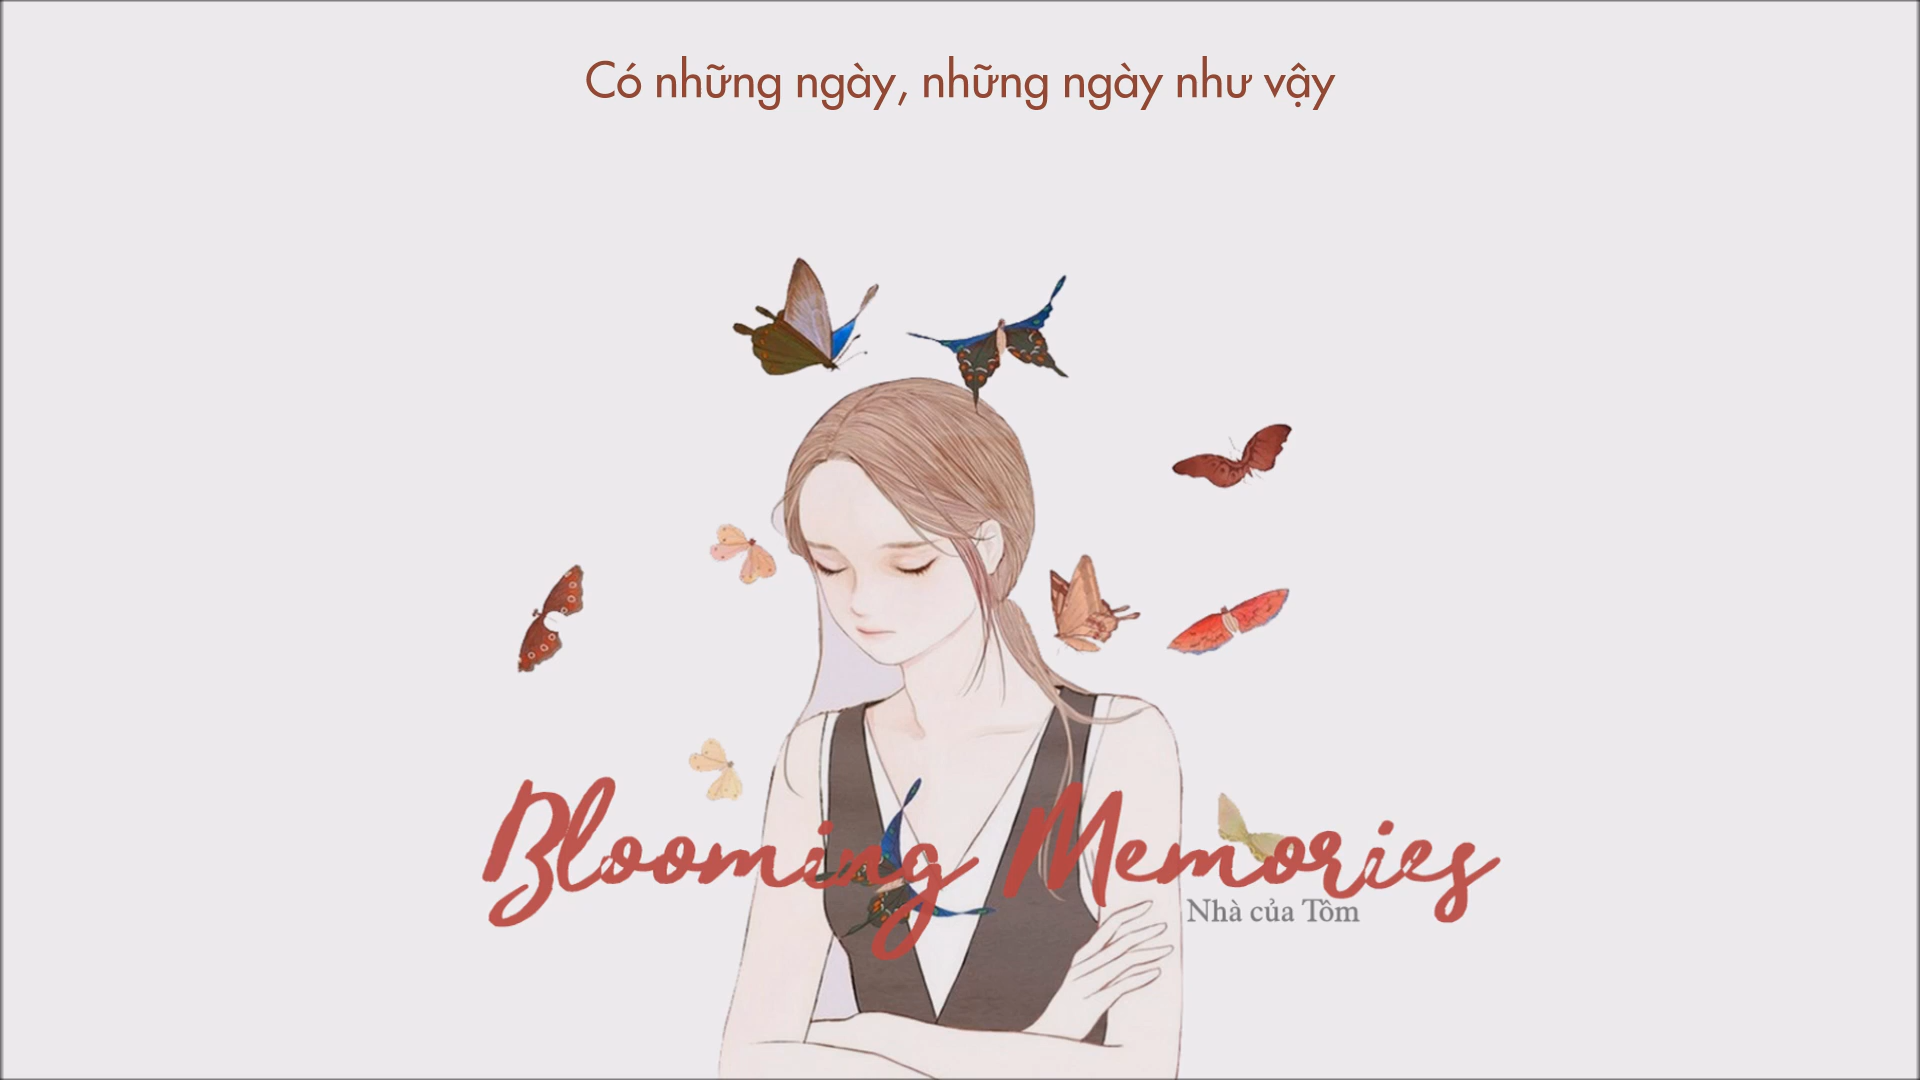 Có những ngày, những ngày như vậy
Blooming Memories
Nhà của Tôm